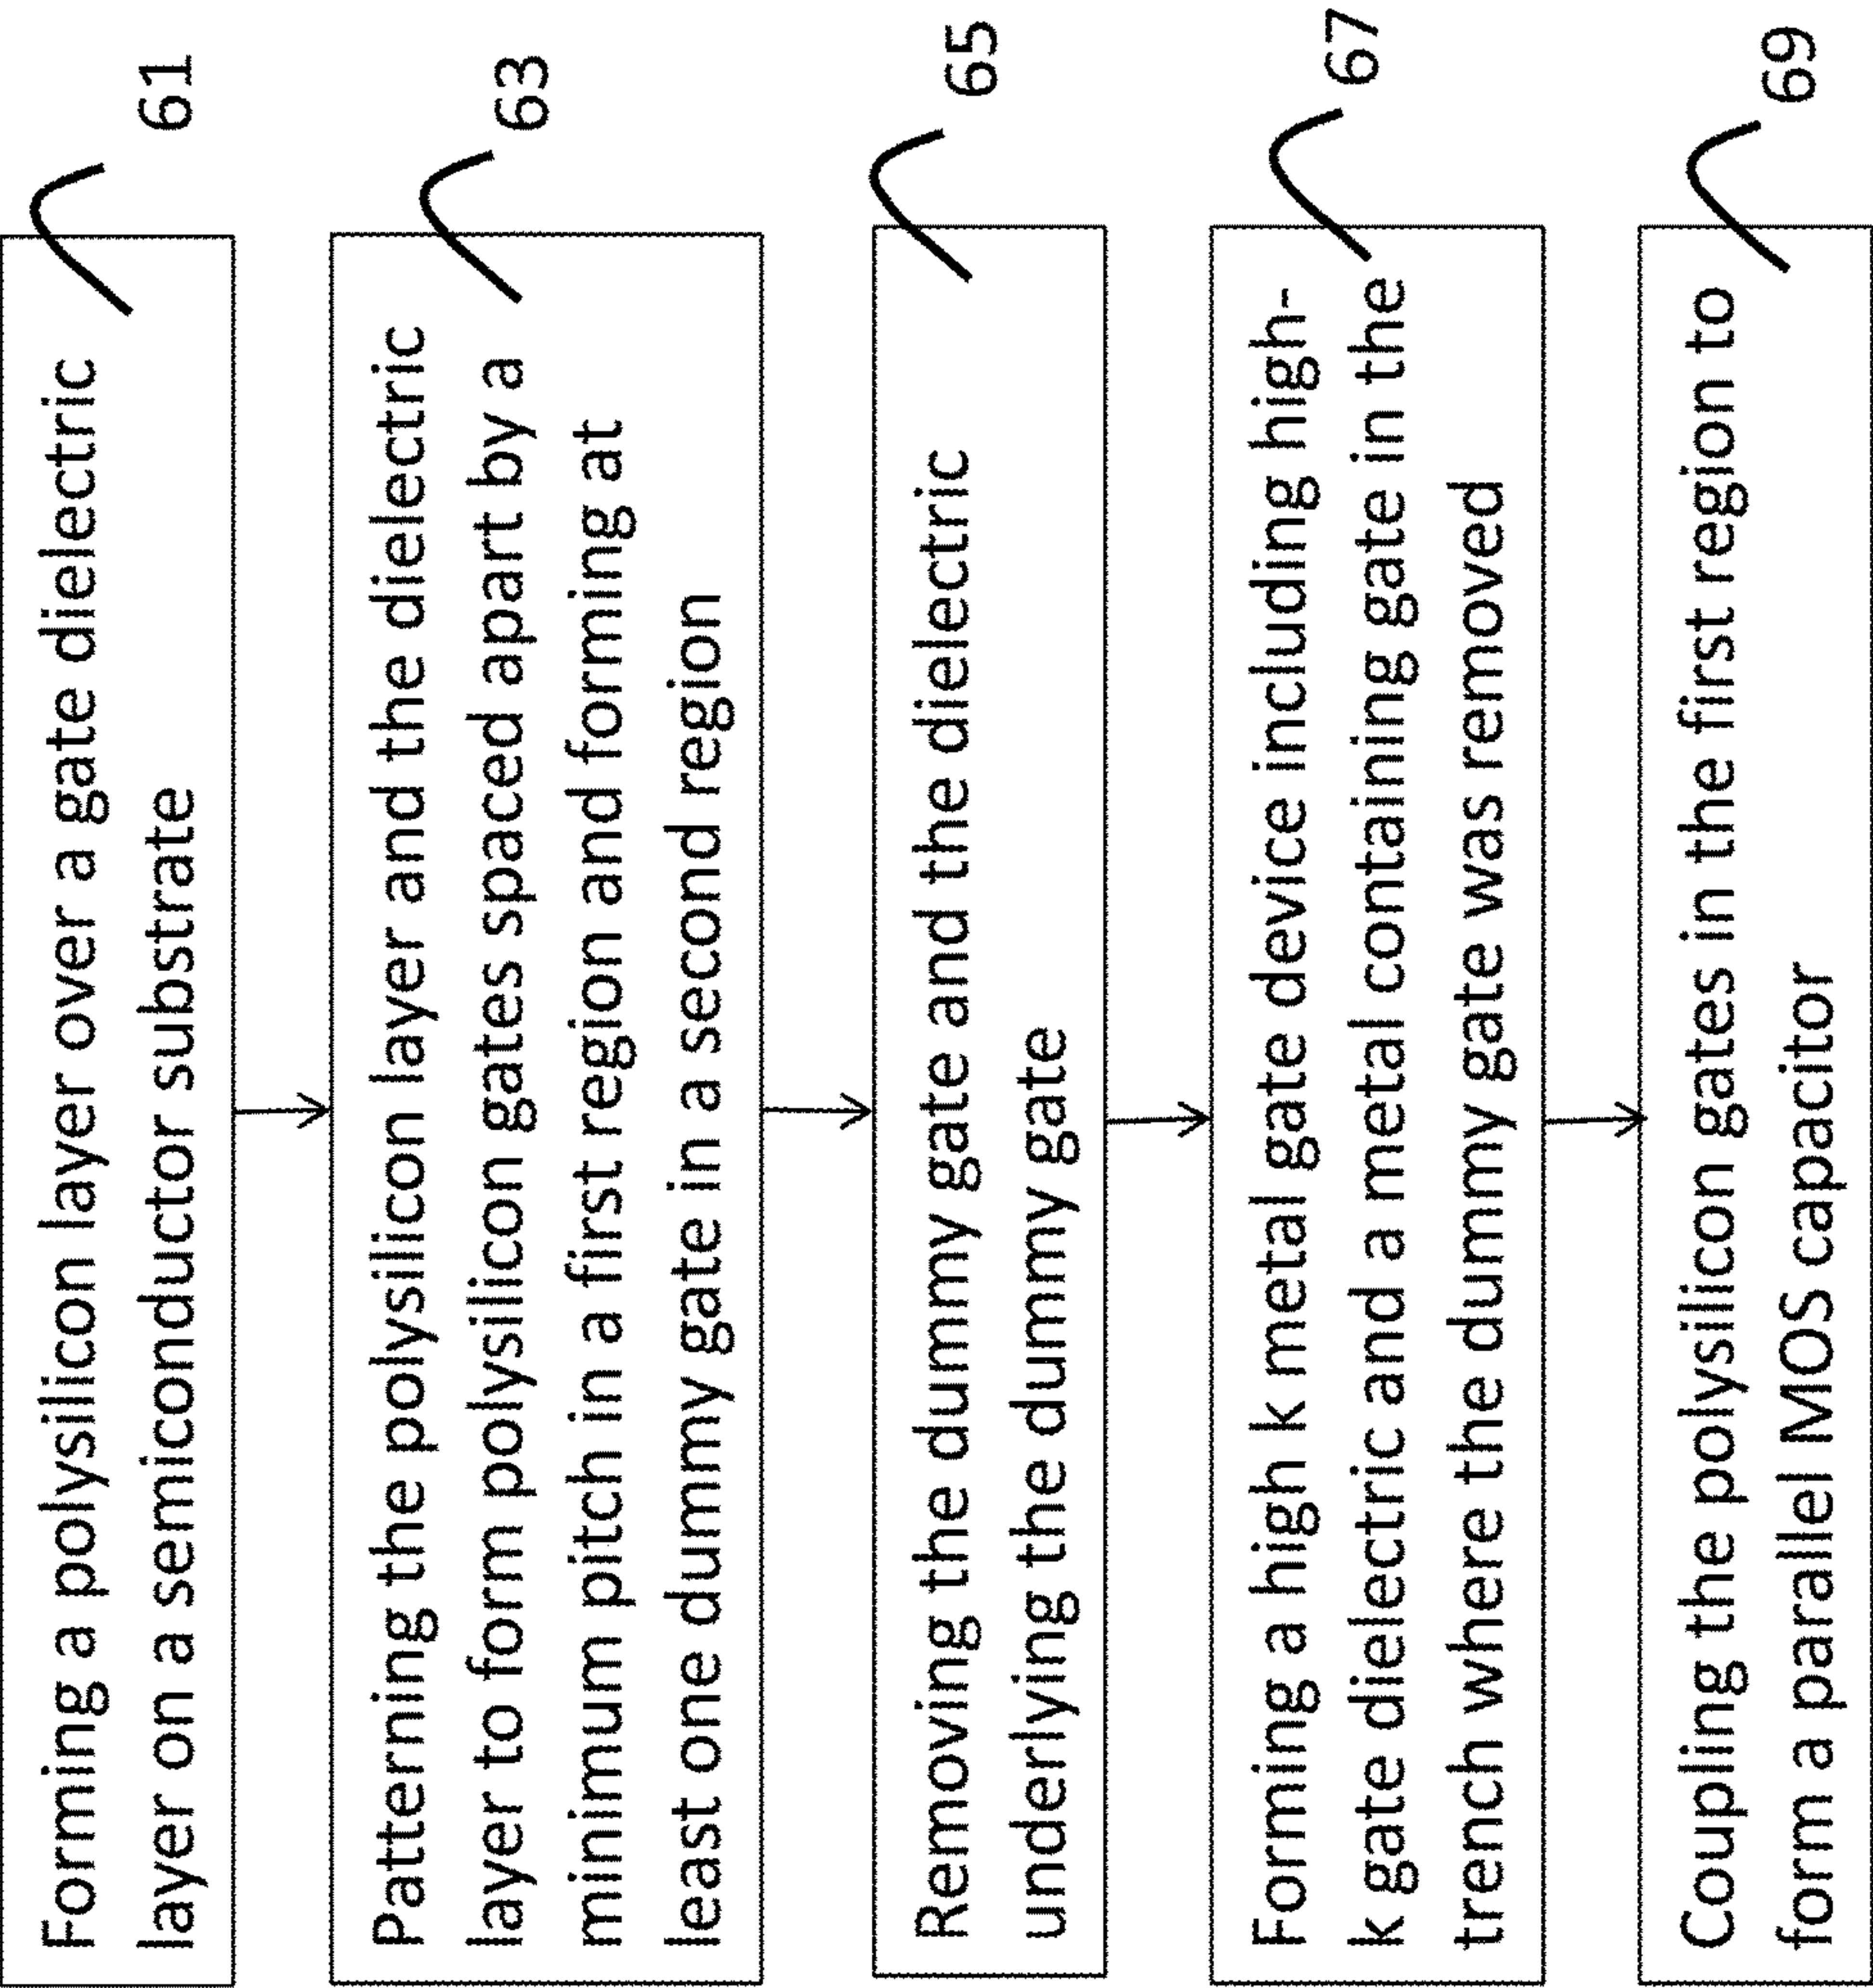 Forming a polysilicon layer over a gate dielectric
layer on a semiconductor substrate
61
Patterning the polysilicon layer and the dielectric
layer to form polysilicon gates spaced apart by a
minimum pitch in a first region and forming at
least one dummy gate in a second region
63
Removing the dummy gate and the dielectric
underlying the dummy gate
65
Forming a high k metal gate device including high-
k gate dielectric and a metal containing gate in the
trench where the dummy gate was removed
67
Coupling the polysilicon gates in the first region to
form a parallel MOS capacitor
69